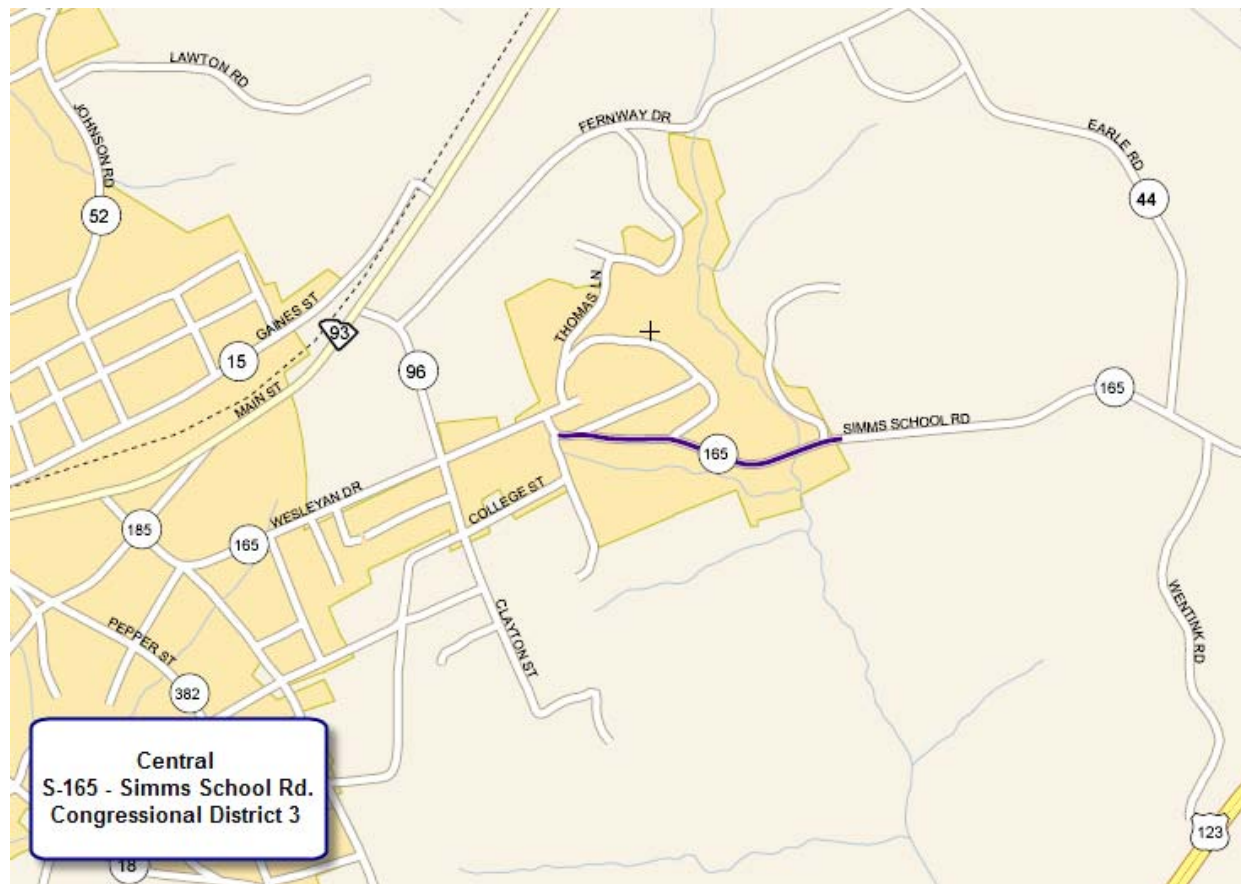 LAWTON RD
JOHNSON RD
52
FERNWAY DR
EARLE RD
44
GAINES ST
THOMAS LN
93
15
96
MAIN ST
165
SIMMS SCHOOL RD
165
WESLEYAN DR
COLLEGE ST
185
165
WENTINK RD
CLAYTON ST
PEPPER ST
382
Central
S-165 - Simms School Rd.
Congressional District 3
123
18